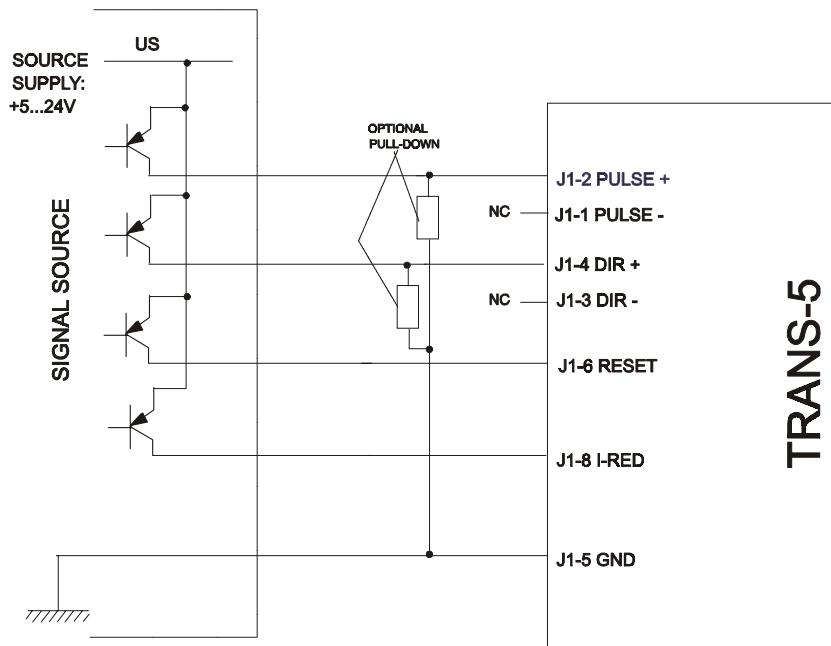 US
SOURCE
SUPPLY:
+5...24V
OPTIONAL
PULL-DOWN
J1-2 PULSE +
NC
J1-1 PULSE -
J1-4 DIR +
NC
J1-3 DIR -
J1-6 RESET
J1-8 I-RED
J1-5 GND
SIGNAL SOURCE
TRANS-5